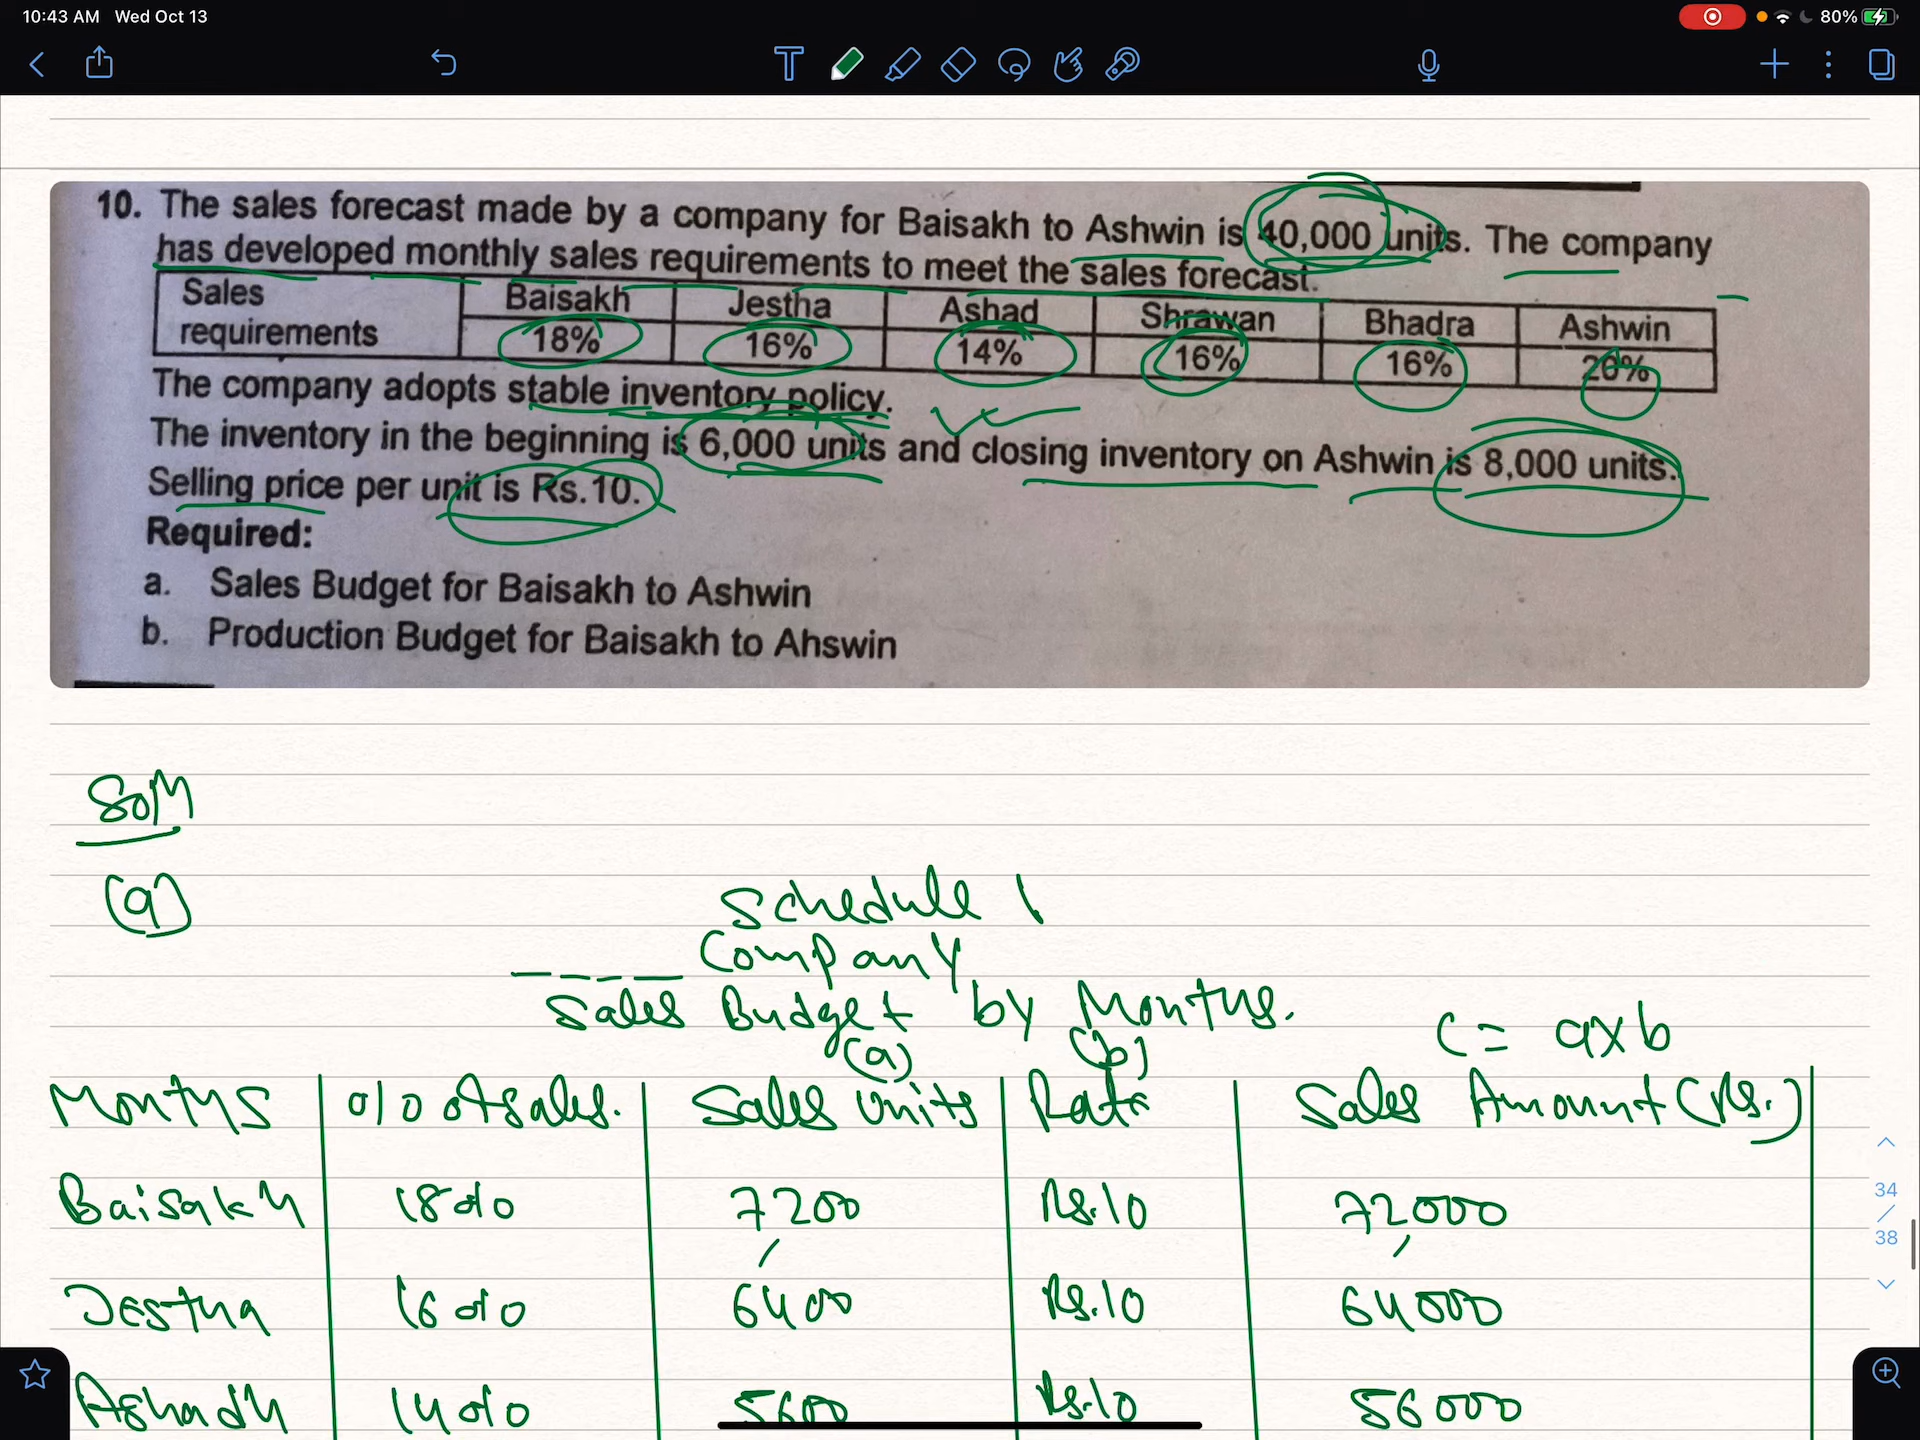 10:43 AM Wed Oct 13
80%
10. The sales forecast made by a company for Baisakh to Ashwin is 40,000 units. The company
has developed monthly sales requirements to meet the sales forecast.
Sales requirements Baisakh Jestha Ashad Shrawan Bhadra Ashwin
18% 16% 14% 16% 16% 20%
The company adopts stable inventory policy.
The inventory in the beginning is 6,000 units and closing inventory on Ashwin is 8,000 units.
Selling price per unit is Rs.10.
Required:
a. Sales Budget for Baisakh to Ashwin
b. Production Budget for Baisakh to Ahswin
Soln
(a)
Schedule 1
---- Company
Sales Budget by Months.
(a) (b) c = a x b
Months % of sales. Sales Units Rate Sales Amount (Rs.)
Baisakh 18% 7200 Rs.10 72000
Jestha 16% 6400 Rs.10 64000
Ashadh 14% 5600 Rs.10 56000
34
/
38